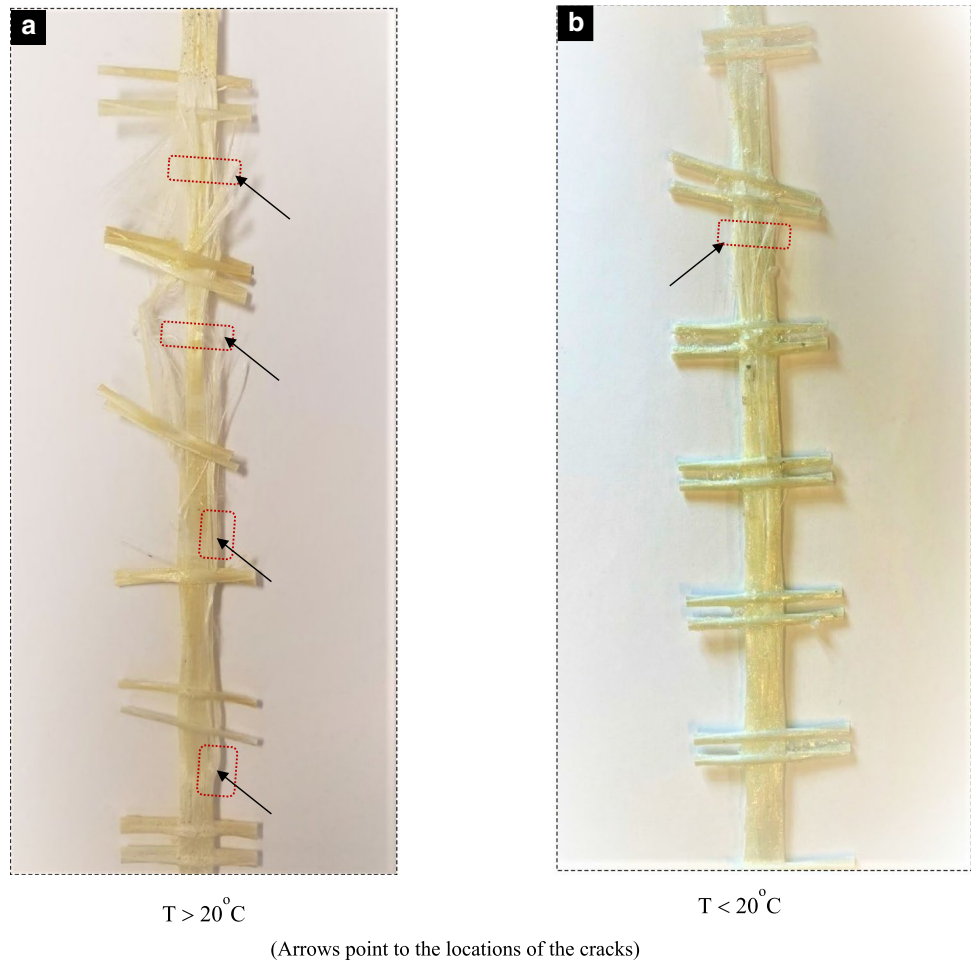 a
b
T > 20°C
T < 20°C
(Arrows point to the locations of the cracks)